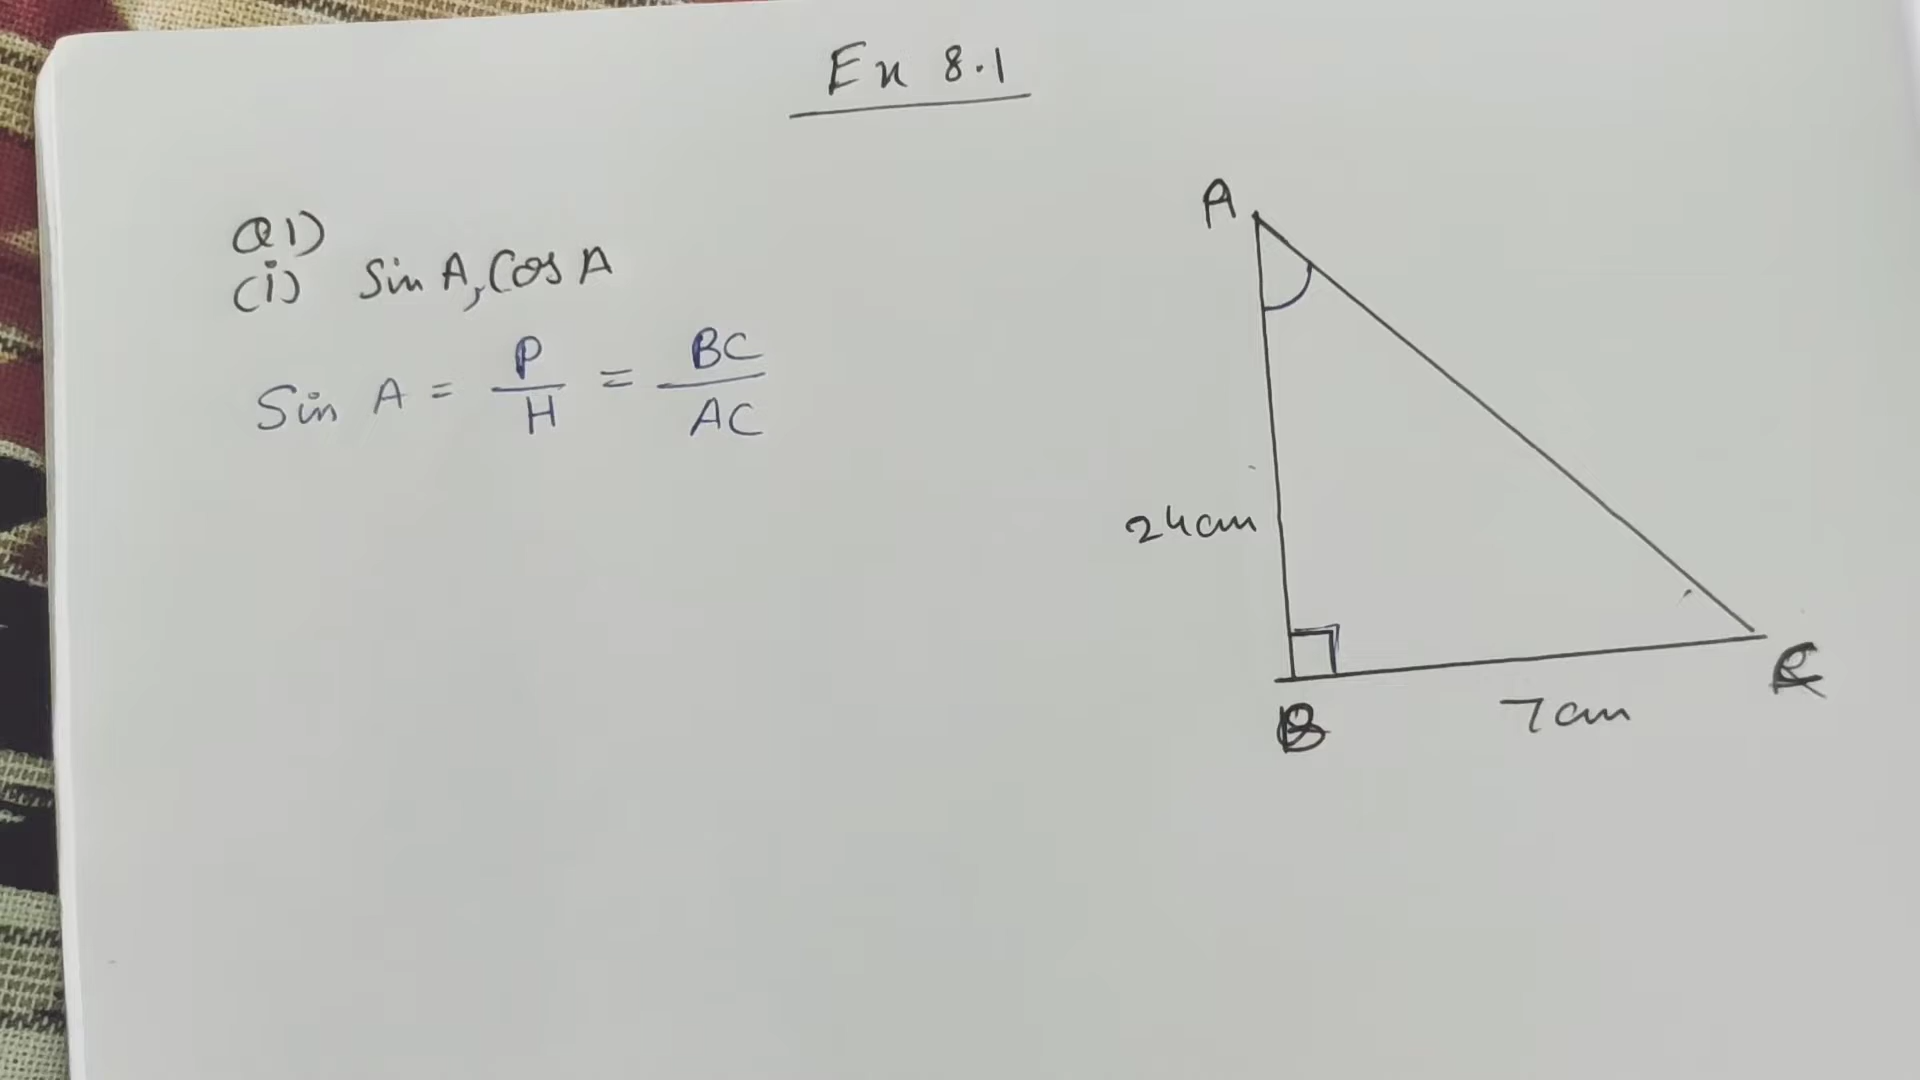 Ex 8.1
Q1)
(i) Sin A, Cos A
Sin A = P/H = BC/AC
A
24cm
B
7cm
C